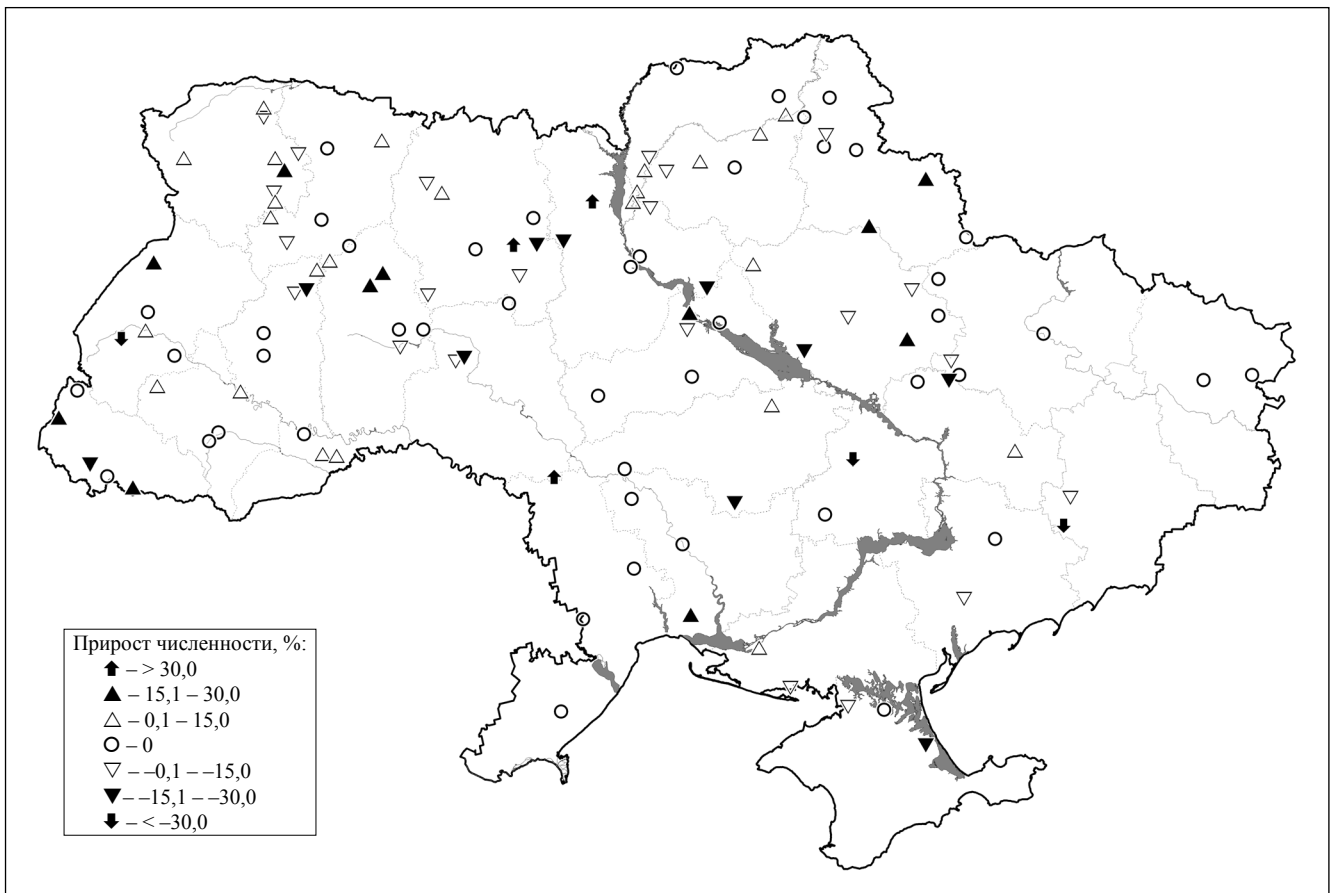 Прирост численности, %:
– > 30,0
– 15,1 – 30,0
– 0,1 – 15,0
– 0
– –0,1 – –15,0
– –15,1 – –30,0
– < –30,0